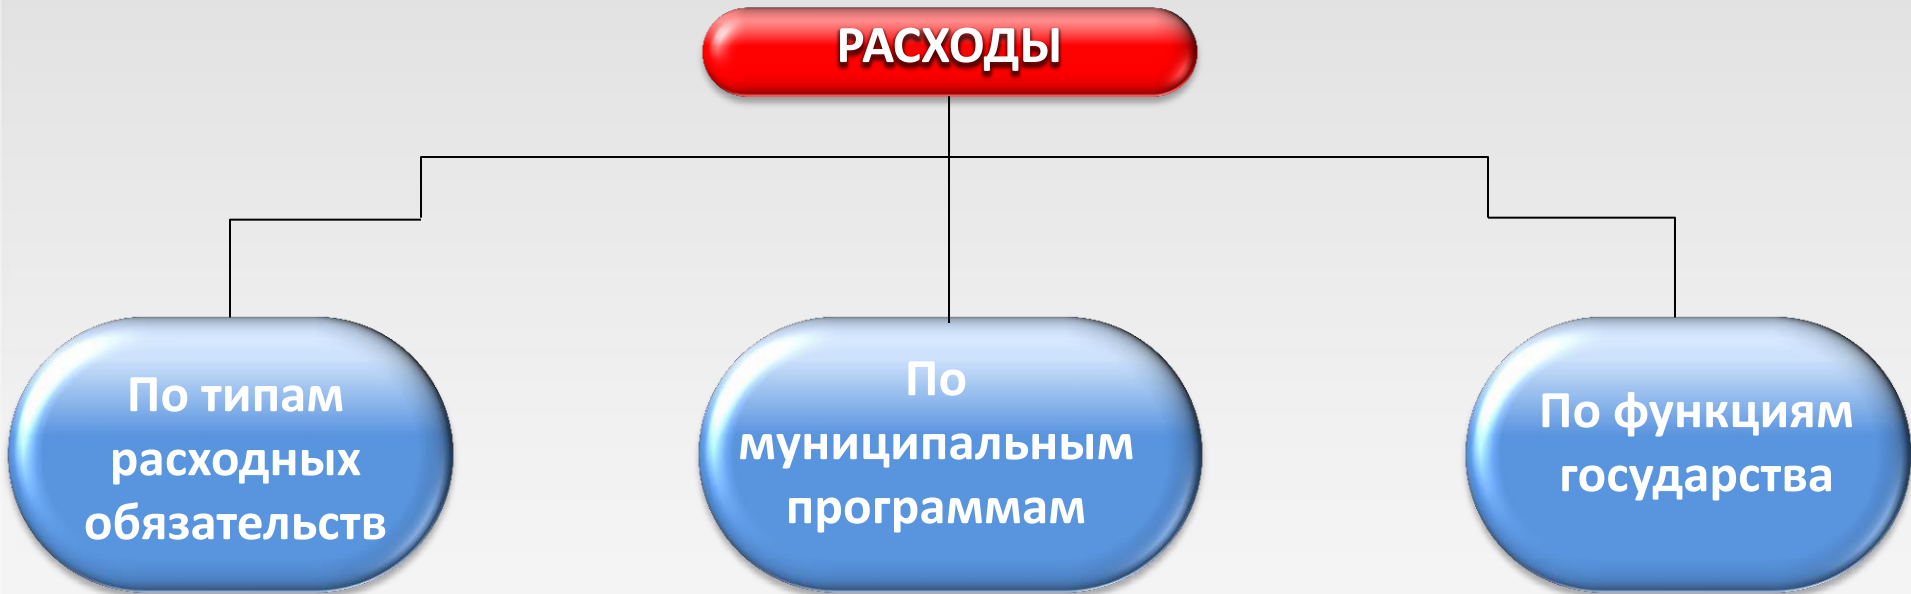 РАСХОДЫ
По типам
расходных
обязательств
По
муниципальным
программам
По функциям
государства